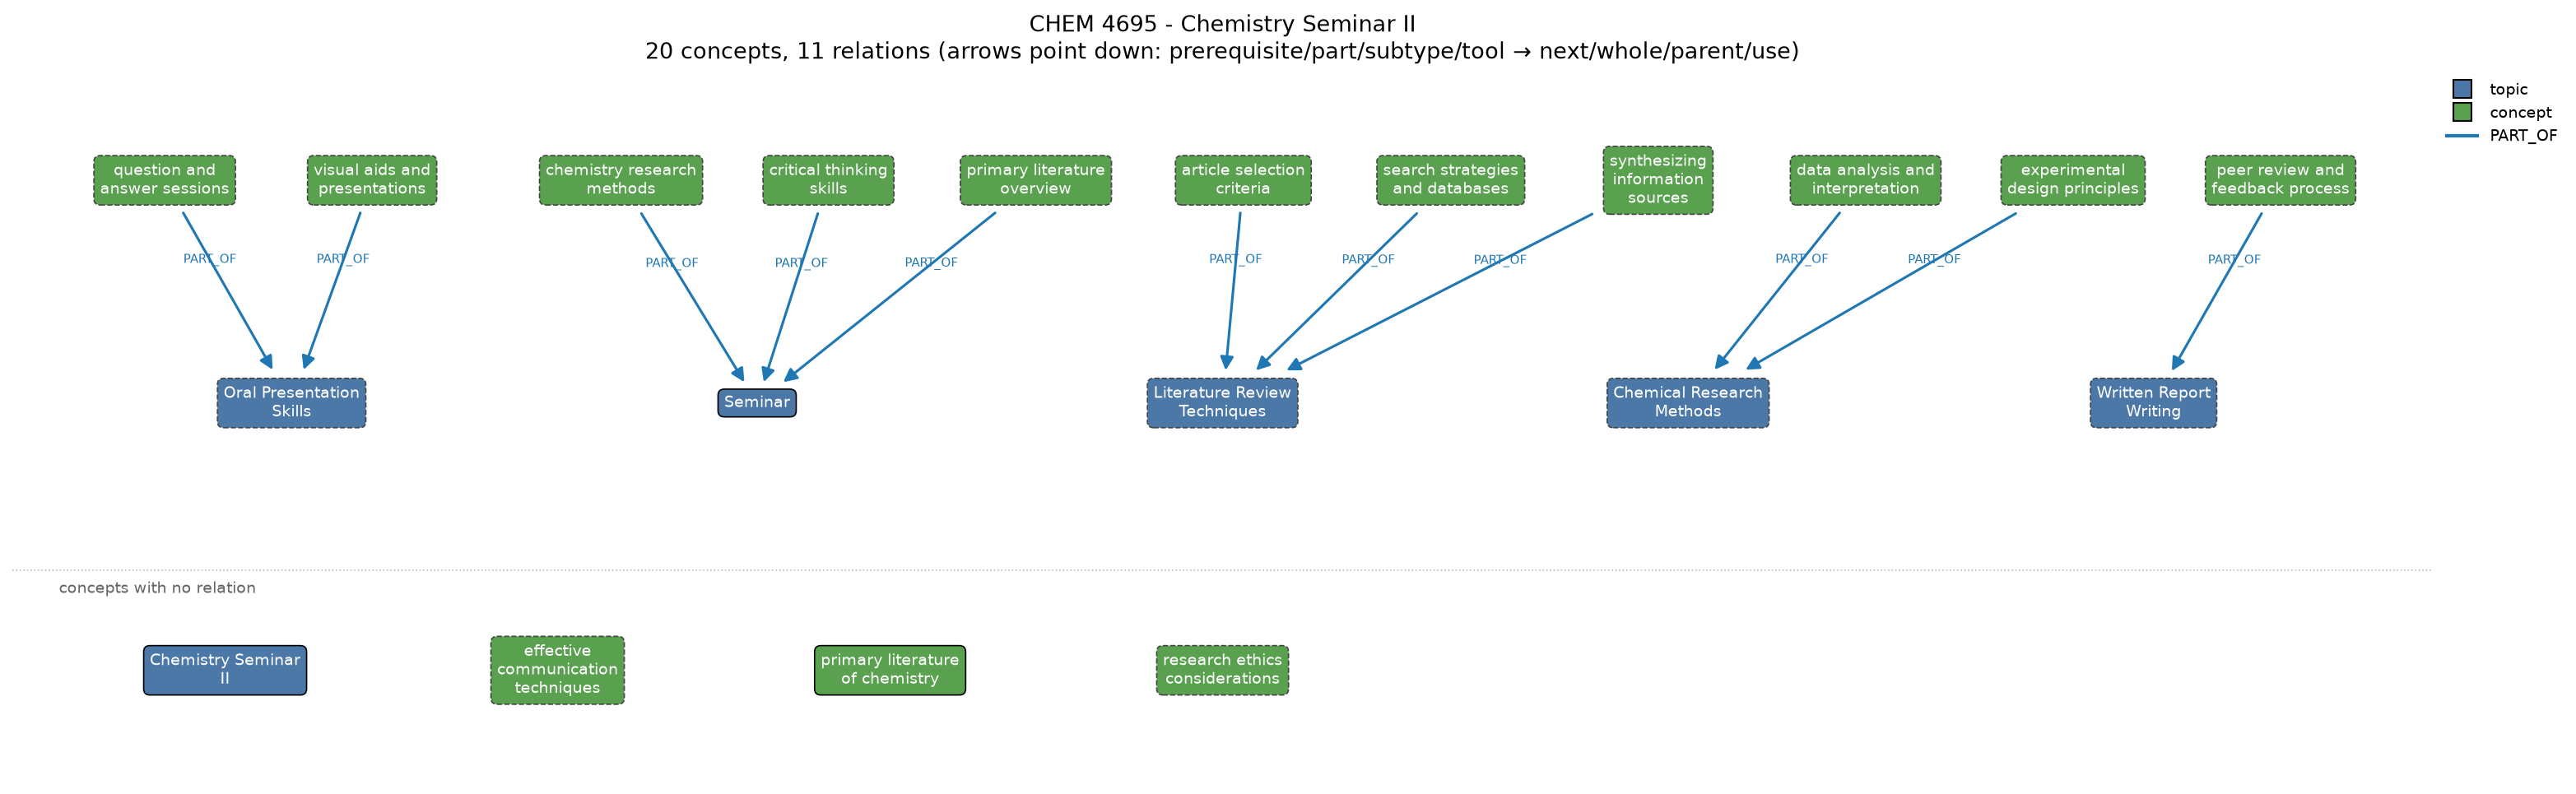 CHEM 4695 - Chemistry Seminar II
20 concepts, 11 relations (arrows point down: prerequisite/part/subtype/tool → next/whole/parent/use)
topic
concept
PART_OF
question and
answer sessions
visual aids and
presentations
chemistry research
methods
critical thinking
skills
primary literature
overview
article selection
criteria
search strategies
and databases
synthesizing
information
sources
data analysis and
interpretation
experimental
design principles
peer review and
feedback process
PART_OF
PART_OF
PART_OF
PART_OF
PART_OF
PART_OF
PART_OF
PART_OF
PART_OF
PART_OF
PART_OF
Oral Presentation
Skills
Seminar
Literature Review
Techniques
Chemical Research
Methods
Written Report
Writing
concepts with no relation
Chemistry Seminar
II
effective
communication
techniques
primary literature
of chemistry
research ethics
considerations